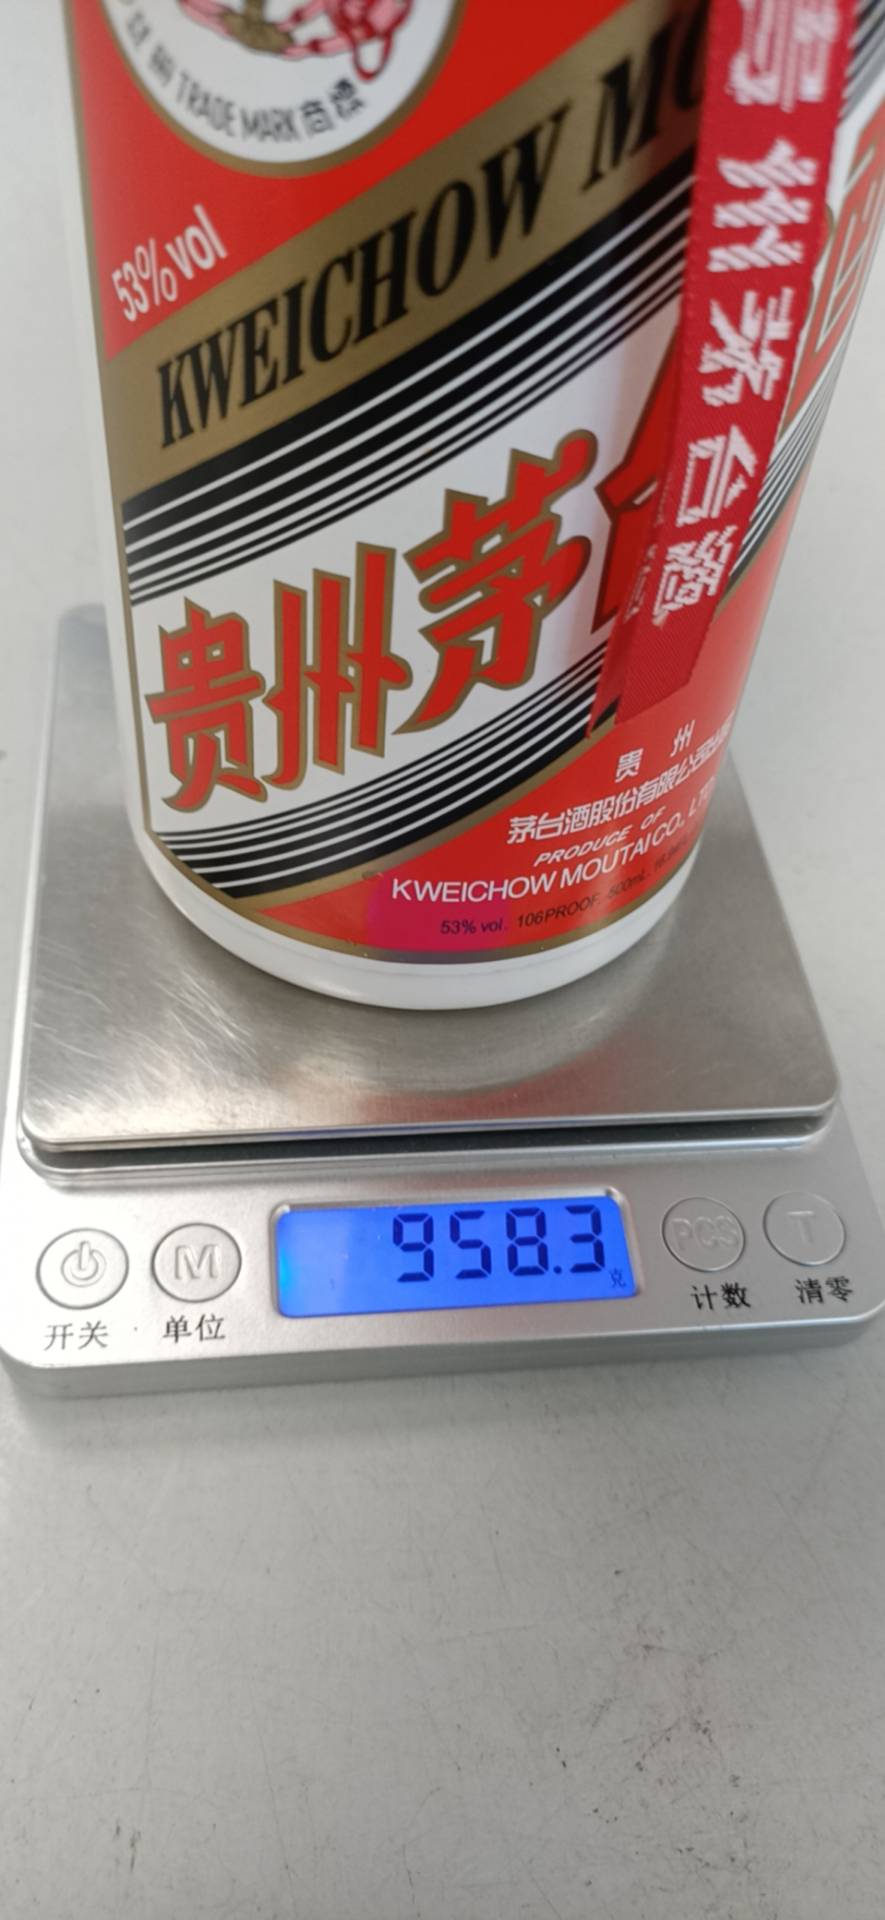 TRADE MARK 商標
53%vol
KWEICHOW MO
贵州茅
州茅台酒
贵 州
茅台酒股份有限公司
PRODUCE OF
KWEICHOW MOUTAI CO., LTD
53% vol. 106PROOF. 500mL.
958.3
克
M
PCS
T
开关
单位
计数
清零